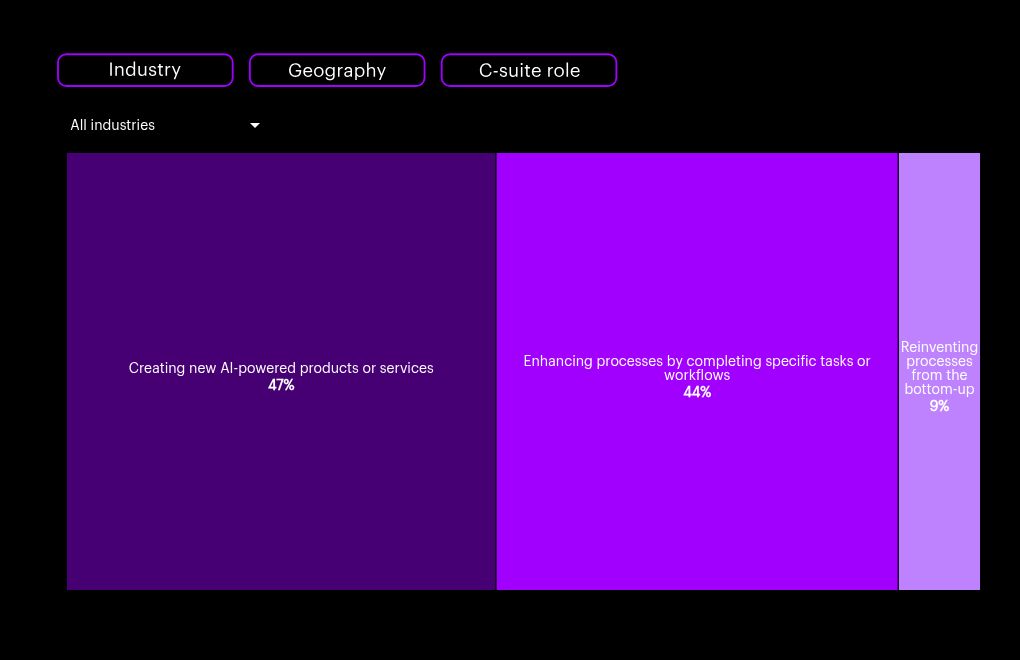 Industry
Geography
C-suite role
All industries
Creating new AI-powered products or services
47%
Enhancing processes by completing specific tasks or
workflows
44%
Reinventing
processes
from the
bottom-up
9%